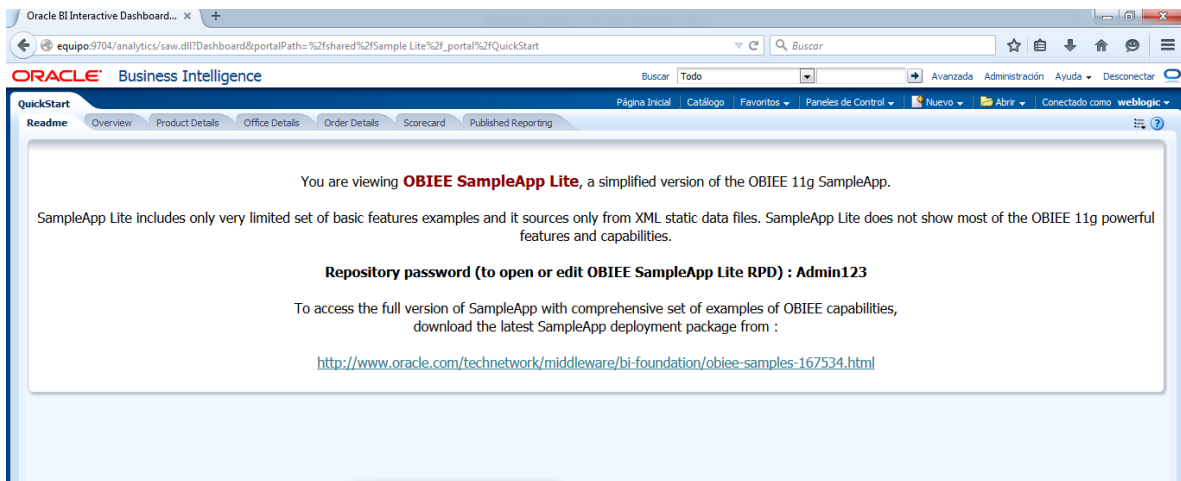 Oracle BI Interactive Dashboard...
equipo:9704/analytics/saw.dll?Dashboard&portalPath=%2fshared%2fSample Lite%2f_portal%2fQuickStart
Buscar
ORACLE Business Intelligence
Buscar Todo Avanzada Administración Ayuda Desconectar
QuickStart Página Inicial Catálogo Favoritos Paneles de Control Nuevo Abrir Conectado como weblogic
Readme Overview Product Details Office Details Order Details Scorecard Published Reporting
You are viewing OBIEE SampleApp Lite, a simplified version of the OBIEE 11g SampleApp.
SampleApp Lite includes only very limited set of basic features examples and it sources only from XML static data files. SampleApp Lite does not show most of the OBIEE 11g powerful
features and capabilities.
Repository password (to open or edit OBIEE SampleApp Lite RPD) : Admin123
To access the full version of SampleApp with comprehensive set of examples of OBIEE capabilities,
download the latest SampleApp deployment package from :
http://www.oracle.com/technetwork/middleware/bi-foundation/obiee-samples-167534.html